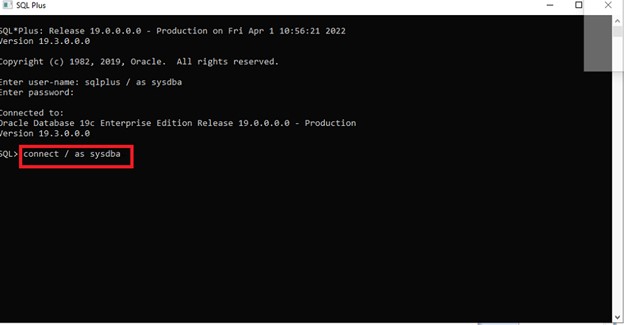 SQL Plus
SQL*Plus: Release 19.0.0.0.0 - Production on Fri Apr 1 10:56:21 2022
Version 19.3.0.0.0
Copyright (c) 1982, 2019, Oracle.  All rights reserved.
Enter user-name: sqlplus / as sysdba
Enter password:
Connected to:
Oracle Database 19c Enterprise Edition Release 19.0.0.0.0 - Production
Version 19.3.0.0.0
SQL> connect / as sysdba